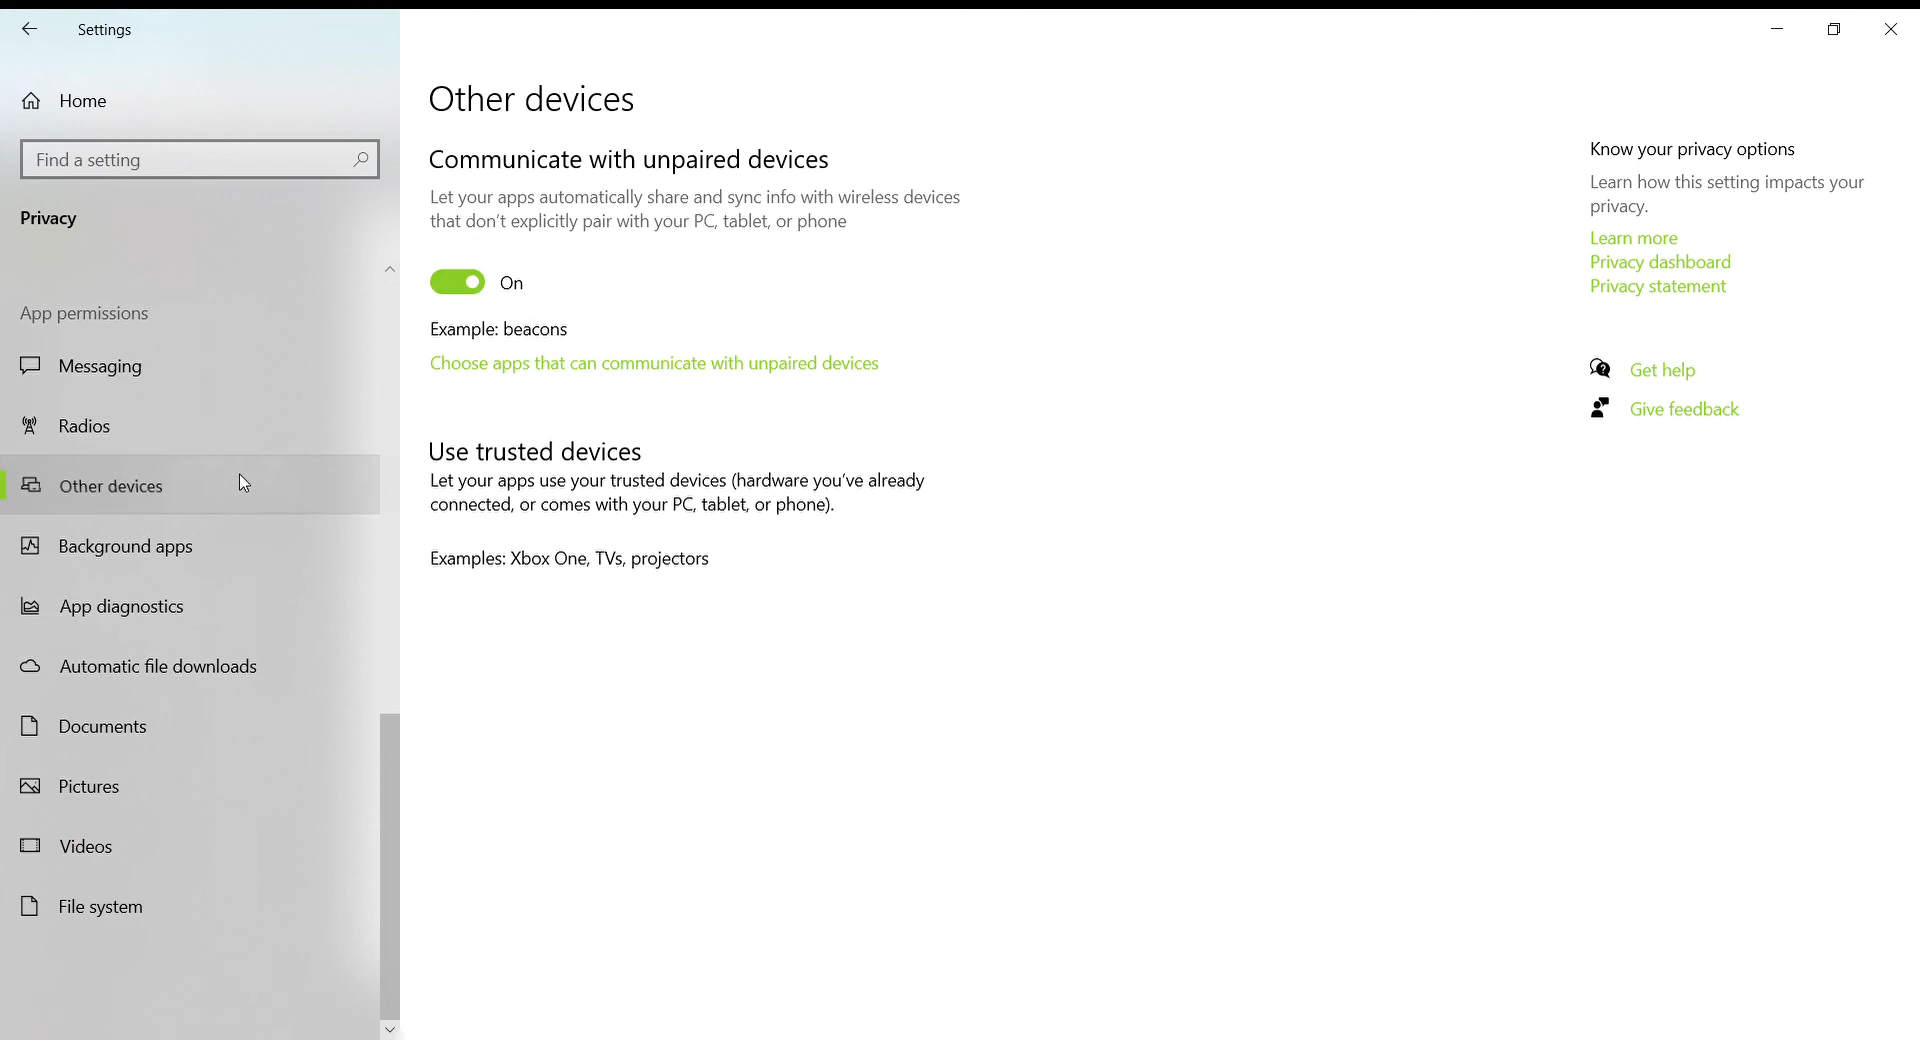 Settings
Home
Find a setting
Privacy
App permissions
Messaging
Radios
Other devices
Background apps
App diagnostics
Automatic file downloads
Documents
Pictures
Videos
File system
Other devices
Communicate with unpaired devices
Let your apps automatically share and sync info with wireless devices
that don't explicitly pair with your PC, tablet, or phone
On
Example: beacons
Choose apps that can communicate with unpaired devices
Use trusted devices
Let your apps use your trusted devices (hardware you've already
connected, or comes with your PC, tablet, or phone).
Examples: Xbox One, TVs, projectors
Know your privacy options
Learn how this setting impacts your
privacy.
Learn more
Privacy dashboard
Privacy statement
Get help
Give feedback